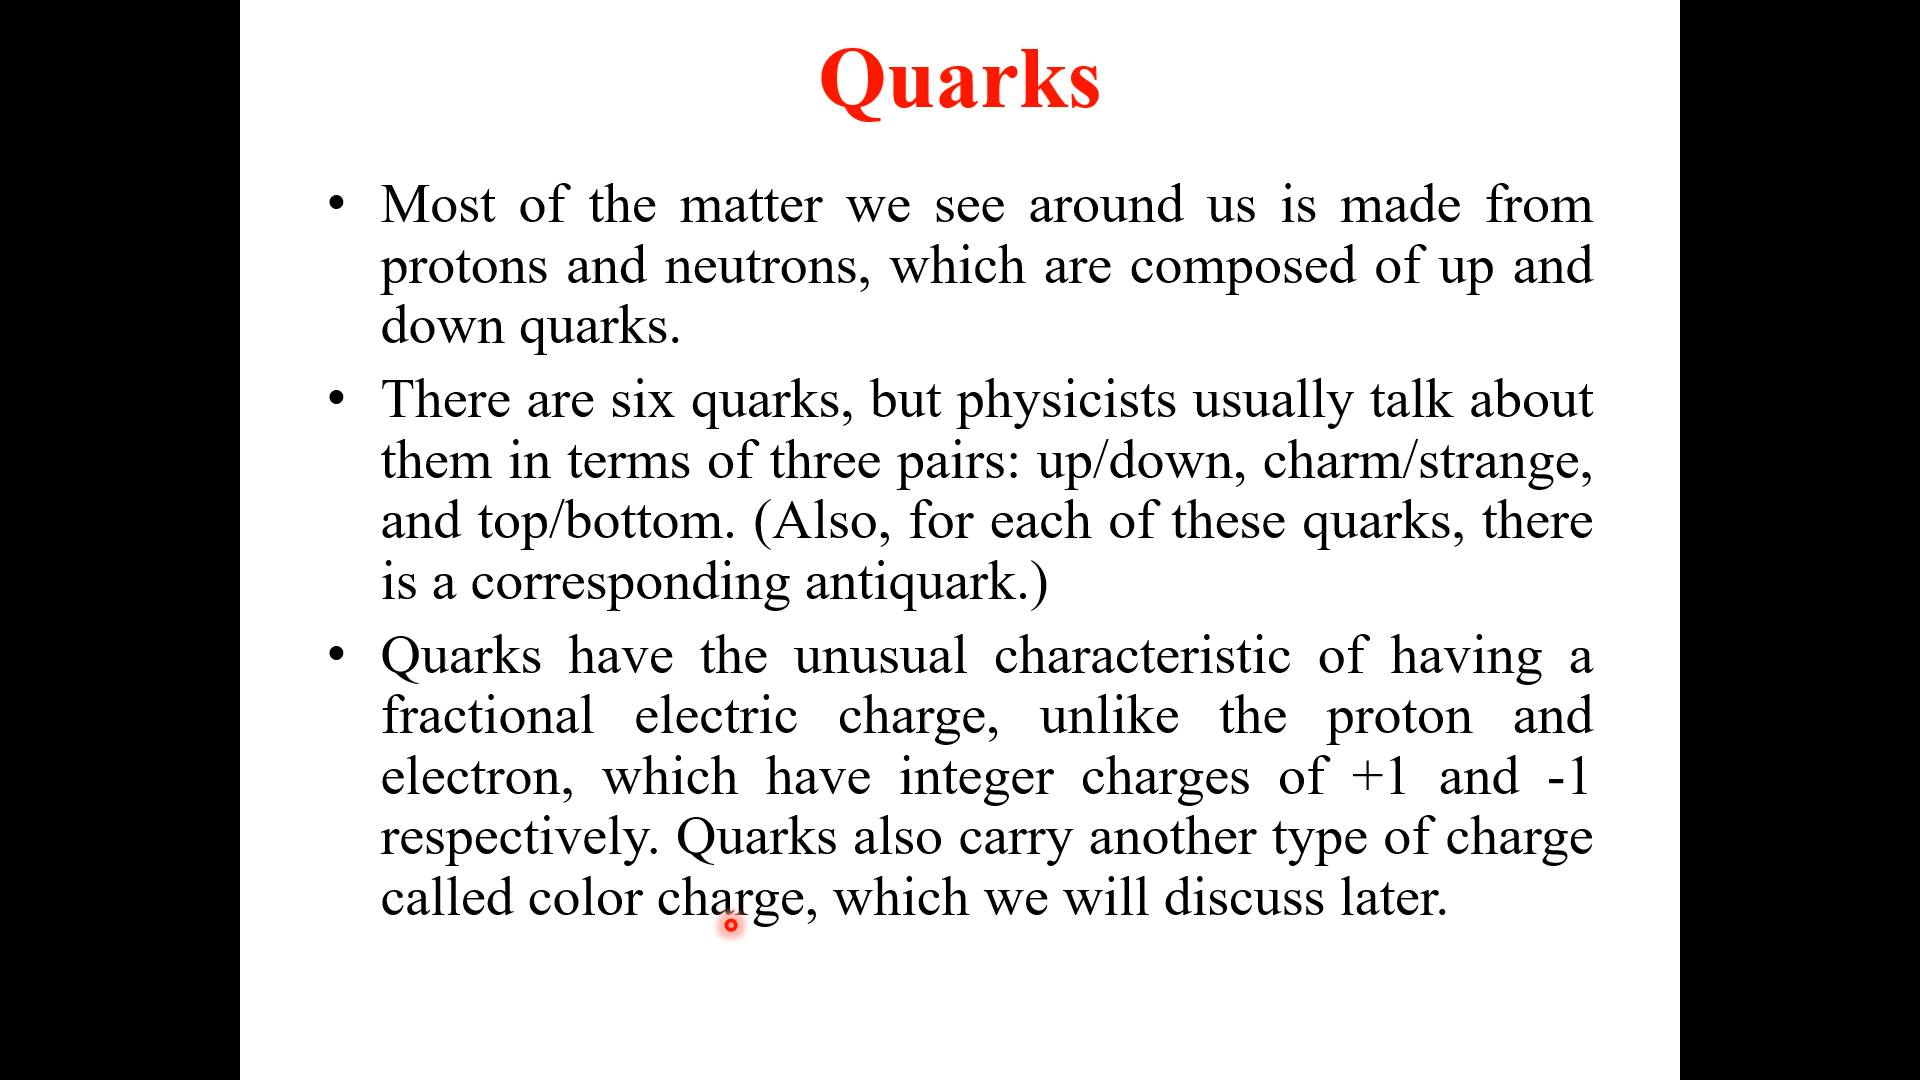 Quarks
• Most of the matter we see around us is made from
protons and neutrons, which are composed of up and
down quarks.
• There are six quarks, but physicists usually talk about
them in terms of three pairs: up/down, charm/strange,
and top/bottom. (Also, for each of these quarks, there
is a corresponding antiquark.)
• Quarks have the unusual characteristic of having a
fractional electric charge, unlike the proton and
electron, which have integer charges of +1 and -1
respectively. Quarks also carry another type of charge
called color charge, which we will discuss later.